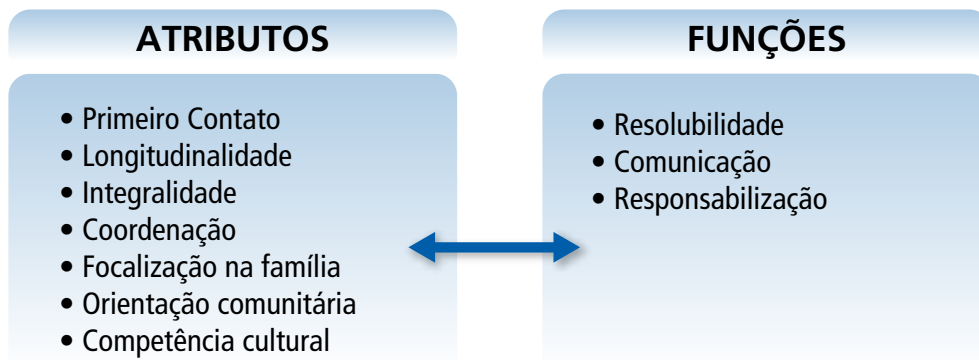 ATRIBUTOS
• Primeiro Contato
• Longitudinalidade
• Integralidade
• Coordenação
• Focalização na família
• Orientação comunitária
• Competência cultural
FUNÇÕES
• Resolubilidade
• Comunicação
• Responsabilização